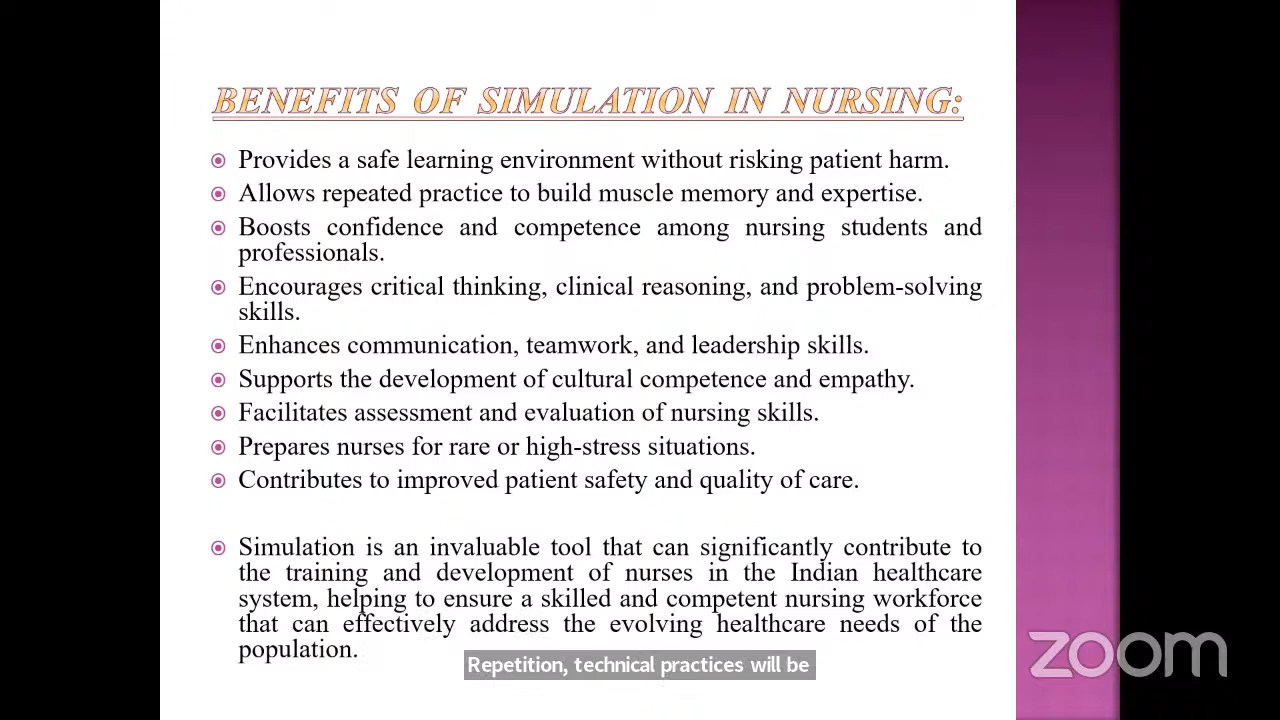 BENEFITS OF SIMULATION IN NURSING:
Provides a safe learning environment without risking patient harm.
Allows repeated practice to build muscle memory and expertise.
Boosts confidence and competence among nursing students and
professionals.
Encourages critical thinking, clinical reasoning, and problem-solving
skills.
Enhances communication, teamwork, and leadership skills.
Supports the development of cultural competence and empathy.
Facilitates assessment and evaluation of nursing skills.
Prepares nurses for rare or high-stress situations.
Contributes to improved patient safety and quality of care.
Simulation is an invaluable tool that can significantly contribute to
the training and development of nurses in the Indian healthcare
system, helping to ensure a skilled and competent nursing workforce
that can effectively address the evolving healthcare needs of the
population.
Repetition, technical practices will be
zoom